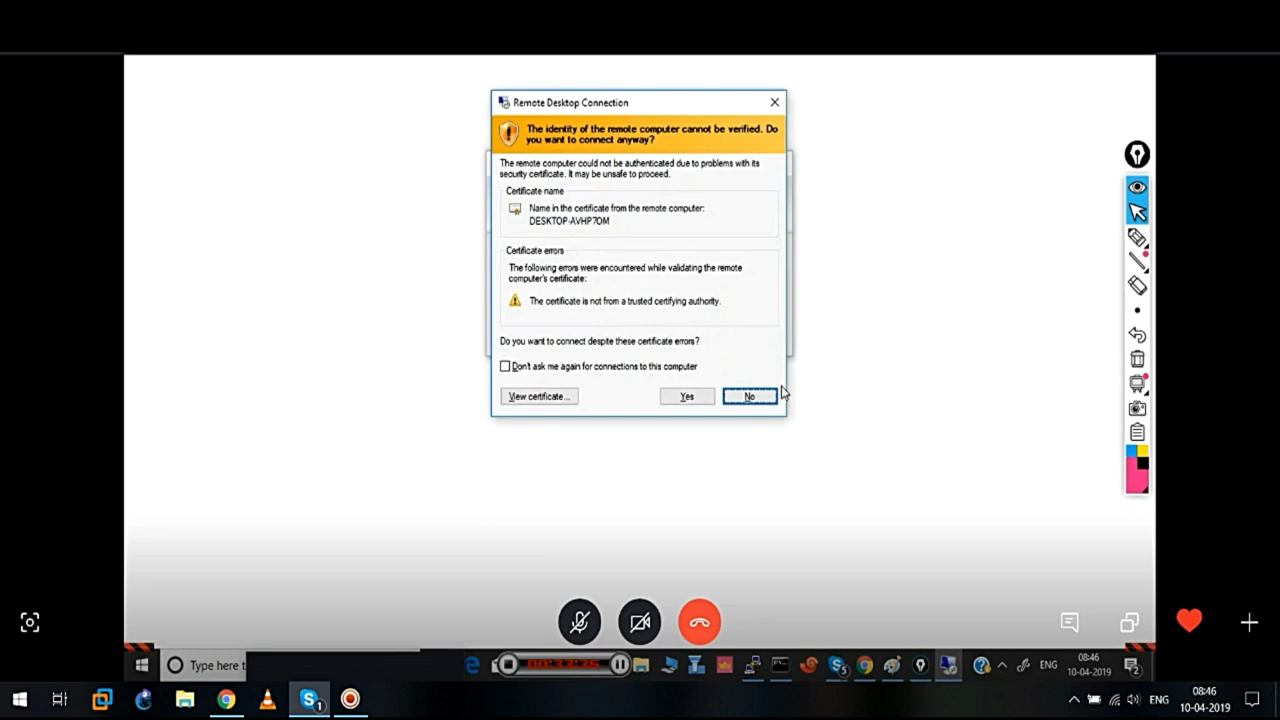 Remote Desktop Connection
The identity of the remote computer cannot be verified. Do
you want to connect anyway?
The remote computer could not be authenticated due to problems with its
security certificate. It may be unsafe to proceed.
Certificate name
Name in the certificate from the remote computer:
DESKTOP-AVHP7OM
Certificate errors
The following errors were encountered while validating the remote
computer's certificate:
The certificate is not from a trusted certifying authority.
Do you want to connect despite these certificate errors?
Don't ask me again for connections to this computer
View certificate...
Yes
No
Type here t
ENG
08:46
10-04-2019
2
5
1
ENG
08:46
10-04-2019